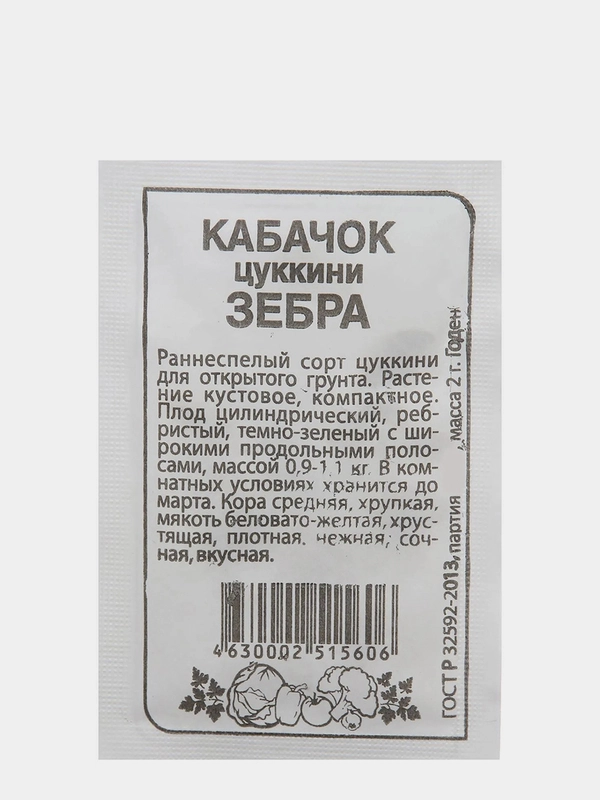 КАБАЧОК
цуккини
ЗЕБРА
Раннеспелый сорт цуккини
для открытого грунта. Расте-
ние кустовое, компактное.
Плод цилиндрический, реб-
ристый, темно-зеленый с ши-
рокими продольными поло-
сами, массой 0,9-1,1 кг. В ком-
натных условиях хранится до
марта. Кора средняя, хрупкая,
мякоть беловато-желтая, хрус-
тящая, плотная, нежная, соч-
ная, вкусная.
4 630002 515606
ГОСТ Р 32592-2013, партия , масса 2 г. Годен